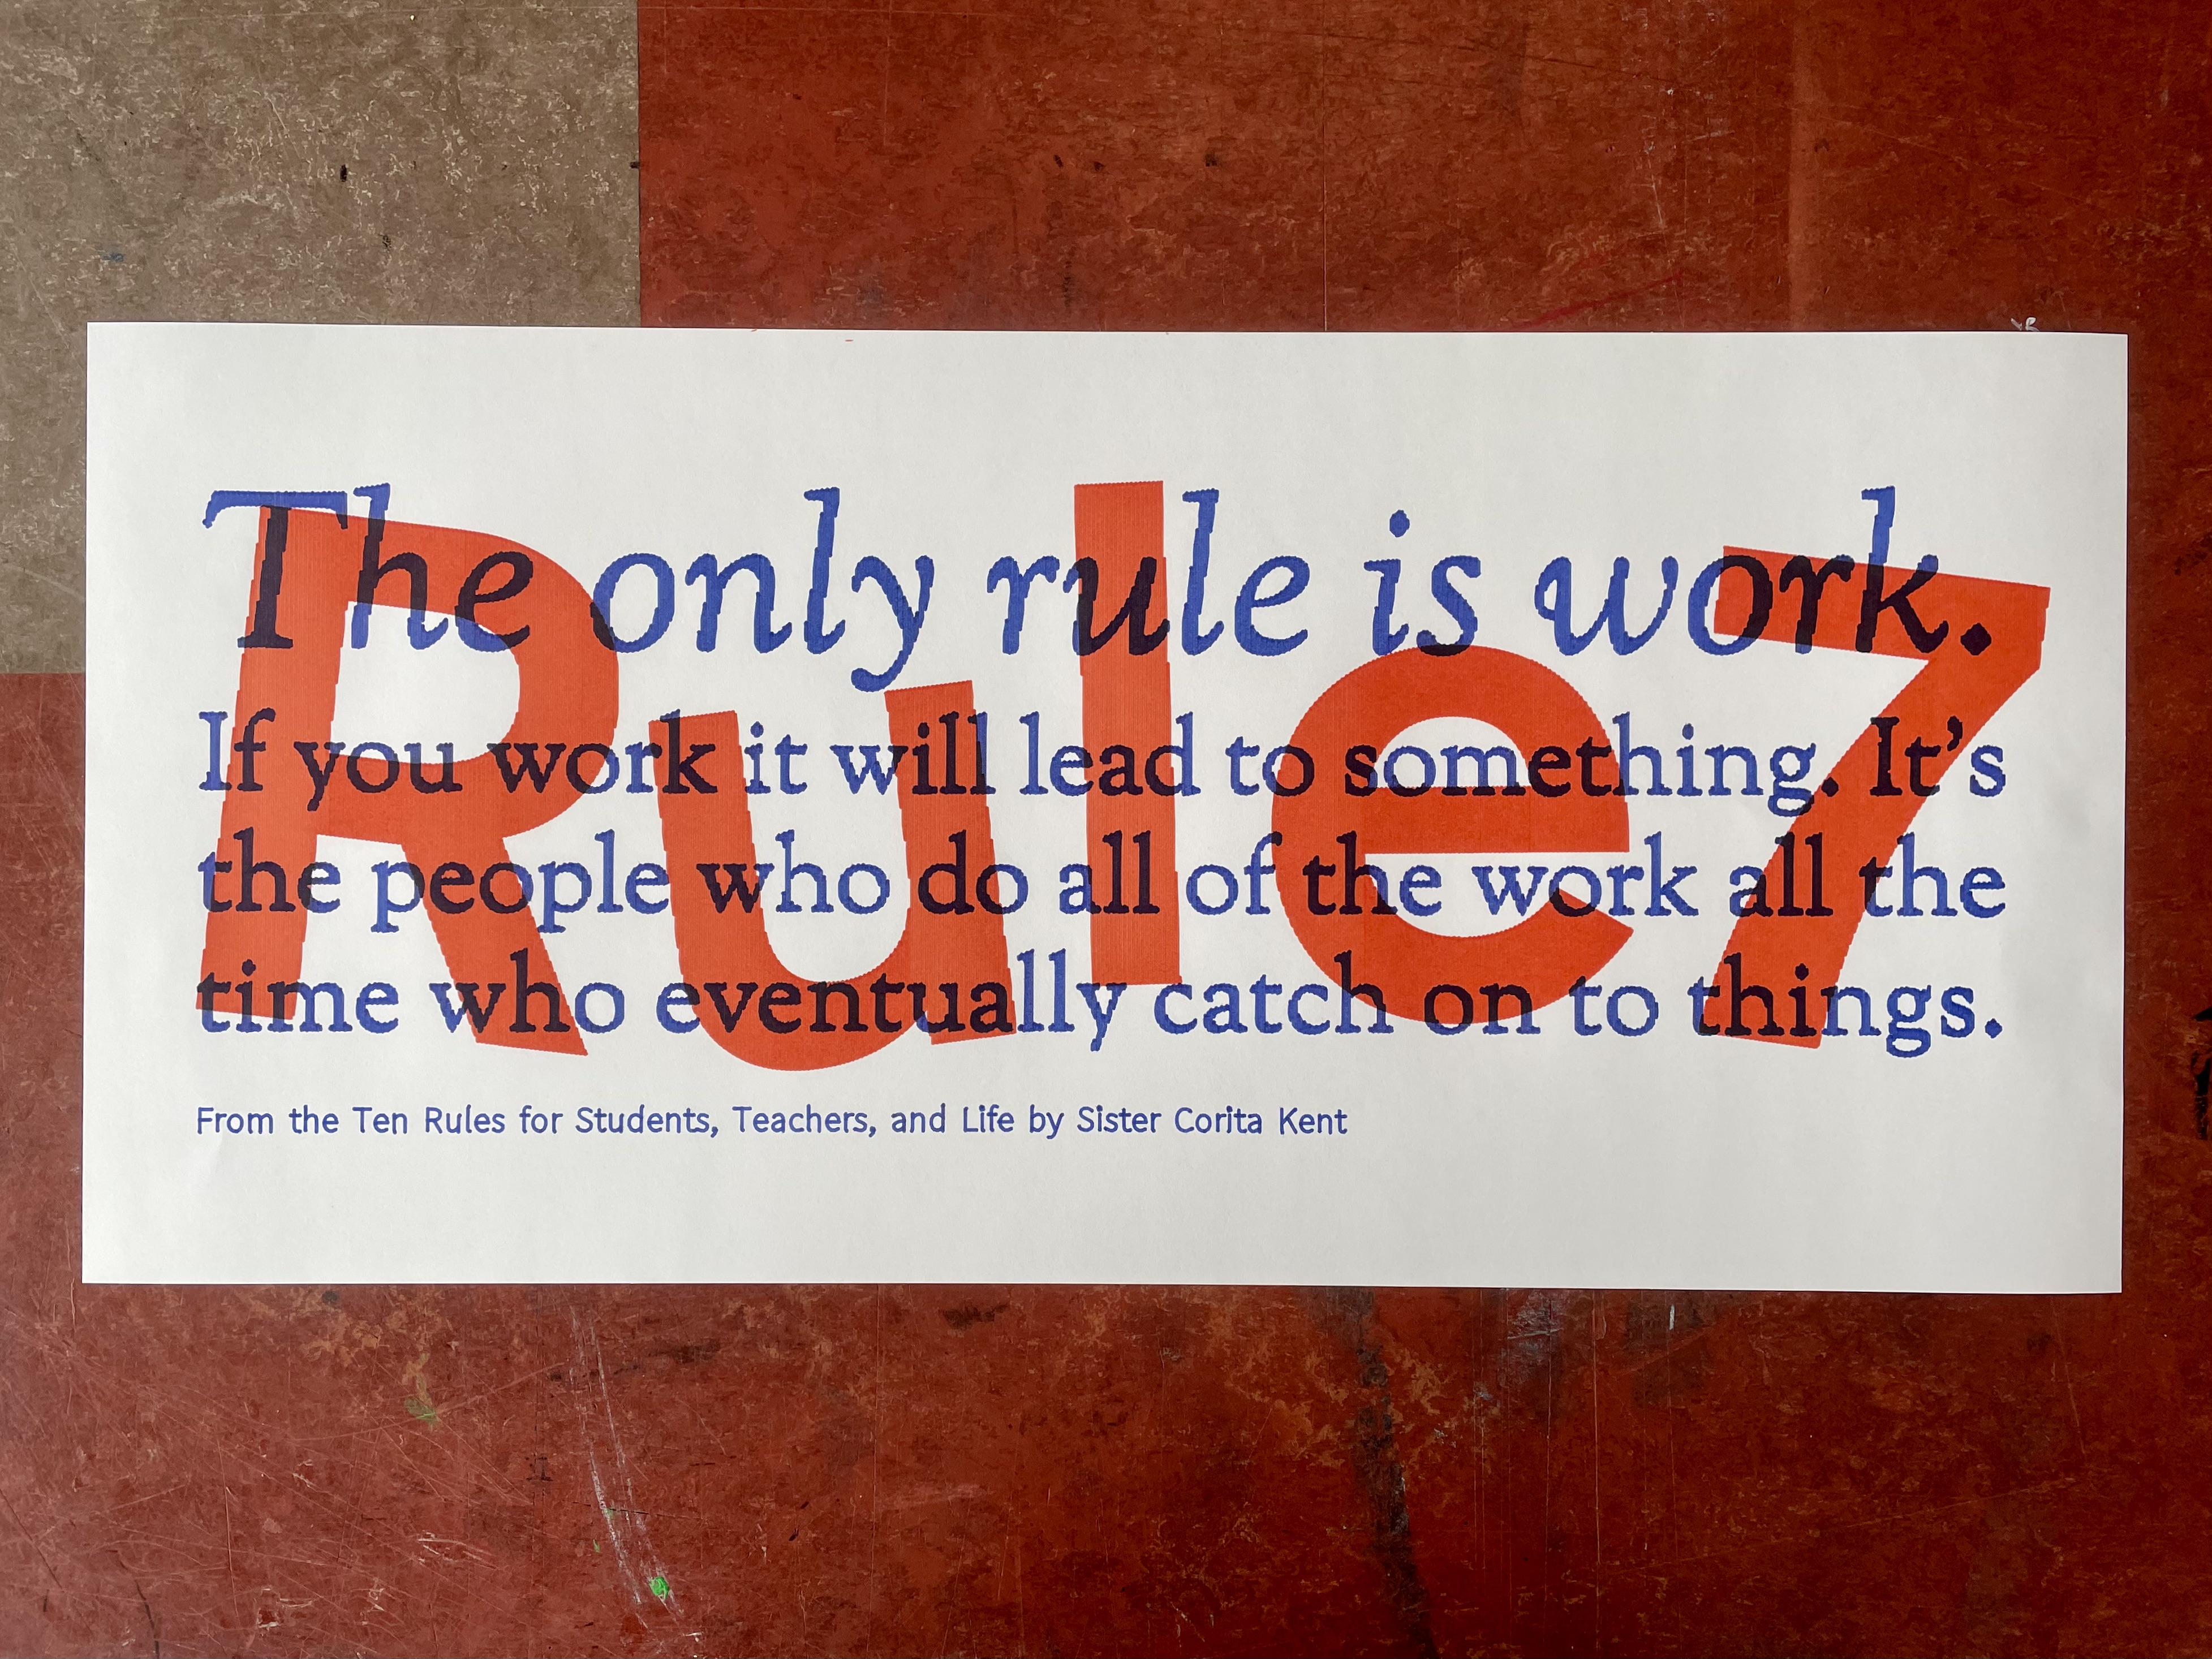 Rule 7
The only rule is work.
If you work it will lead to something. It’s
the people who do all of the work all the
time who eventually catch on to things.
From the Ten Rules for Students, Teachers, and Life by Sister Corita Kent